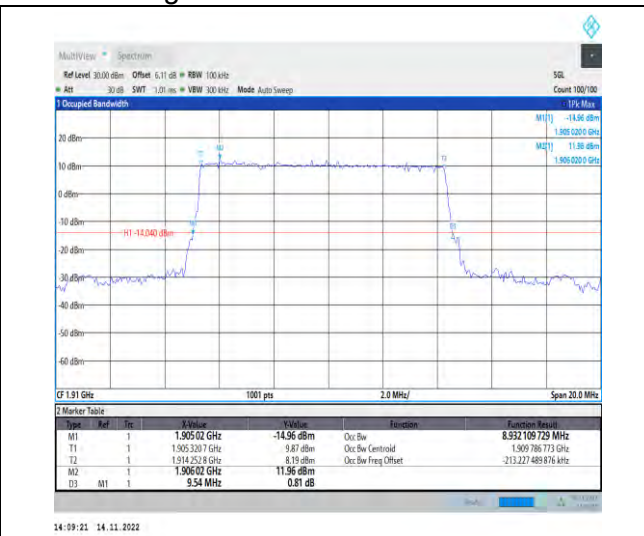 MultiView Spectrum
Ref Level 30.00 dBm Offset 6.11 dB RBW 100 kHz SGL
Att 30 dB SWT 1.01 ms VBW 300 kHz Mode Auto Sweep Count 100/100
1 Occupied Bandwidth 1Pk Max
M1[1] -14.96 dBm
1.905 020 0 GHz
20 dBm M2[1] 11.96 dBm
1.906 020 0 GHz
M2
T2
10 dBm
0 dBm
-10 dBm
H1 -14.040 dBm
-20 dBm
-30 dBm
-40 dBm
-50 dBm
-60 dBm
CF 1.91 GHz 1001 pts 2.0 MHz/ Span 20.0 MHz
2 Marker Table
Type Ref Trc X-Value Y-Value Function Function Result
M1 1 1.905 02 GHz -14.96 dBm Occ Bw 8.932 109 729 MHz
T1 1 1.905 320 7 GHz 9.87 dBm Occ Bw Centroid 1.909 786 773 GHz
T2 1 1.914 252 8 GHz 8.19 dBm Occ Bw Freq Offset -213.227 489 876 kHz
M2 1 1.906 02 GHz 11.96 dBm
D3 M1 1 9.54 MHz 0.81 dB
14:09:21 14.11.2022